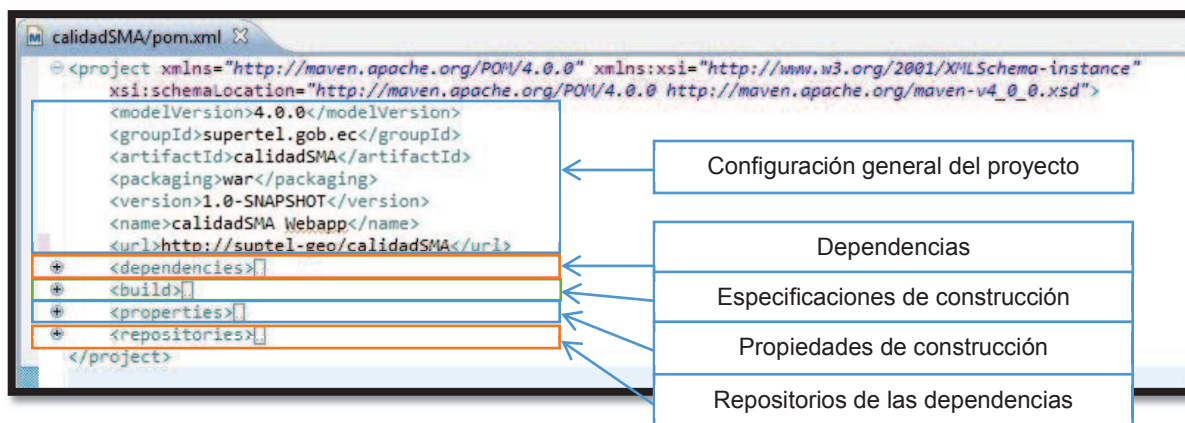 calidadSMA/pom.xml
<project xmlns="http://maven.apache.org/POM/4.0.0" xmlns:xsi="http://www.w3.org/2001/XMLSchema-instance"
xsi:schemaLocation="http://maven.apache.org/POM/4.0.0 http://maven.apache.org/maven-v4_0_0.xsd">
<modelVersion>4.0.0</modelVersion>
<groupId>supertel.gob.ec</groupId>
<artifactId>calidadSMA</artifactId>
<packaging>war</packaging>
<version>1.0-SNAPSHOT</version>
<name>calidadSMA Webapp</name>
<url>http://suptel-geo/calidadSMA</url>
<dependencies>
<build>
<properties>
<repositories>
</project>
Configuración general del proyecto
Dependencias
Especificaciones de construcción
Propiedades de construcción
Repositorios de las dependencias